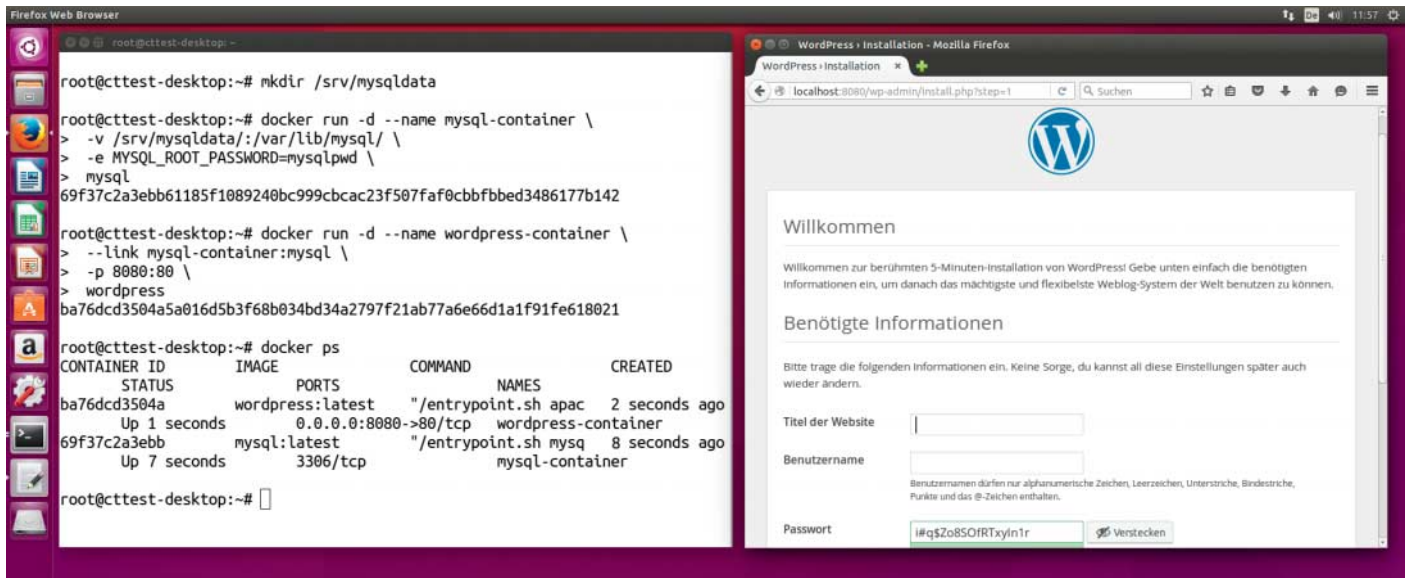 Firefox Web Browser
De
11:57
root@cttest-desktop: ~
root@cttest-desktop:~# mkdir /srv/mysqldata
root@cttest-desktop:~# docker run -d --name mysql-container \
> -v /srv/mysqldata/:/var/lib/mysql/ \
> -e MYSQL_ROOT_PASSWORD=mysqlpwd \
> mysql
69f37c2a3ebb61185f1089240bc999cbcac23f507faf0cbbfbbed3486177b142
root@cttest-desktop:~# docker run -d --name wordpress-container \
> --link mysql-container:mysql \
> -p 8080:80 \
> wordpress
ba76dcd3504a5a016d5b3f68b034bd34a2797f21ab77a6e66d1a1f91fe618021
root@cttest-desktop:~# docker ps
CONTAINER ID IMAGE COMMAND CREATED
STATUS PORTS NAMES
ba76dcd3504a wordpress:latest "/entrypoint.sh apac 2 seconds ago
Up 1 seconds 0.0.0.0:8080->80/tcp wordpress-container
69f37c2a3ebb mysql:latest "/entrypoint.sh mysq 8 seconds ago
Up 7 seconds 3306/tcp mysql-container
root@cttest-desktop:~#
WordPress › Installation - Mozilla Firefox
WordPress › Installation
localhost:8080/wp-admin/install.php?step=1
Suchen
Willkommen
Willkommen zur berühmten 5-Minuten-Installation von WordPress! Gebe unten einfach die benötigten
Informationen ein, um danach das mächtigste und flexibelste Weblog-System der Welt benutzen zu können.
Benötigte Informationen
Bitte trage die folgenden Informationen ein. Keine Sorge, du kannst all diese Einstellungen später auch
wieder ändern.
Titel der Website
Benutzername
Benutzernamen dürfen nur alphanumerische Zeichen, Leerzeichen, Unterstriche, Bindestriche,
Punkte und das @-Zeichen enthalten.
Passwort
i#q$Zo8SOfRTxyln1r
Verstecken